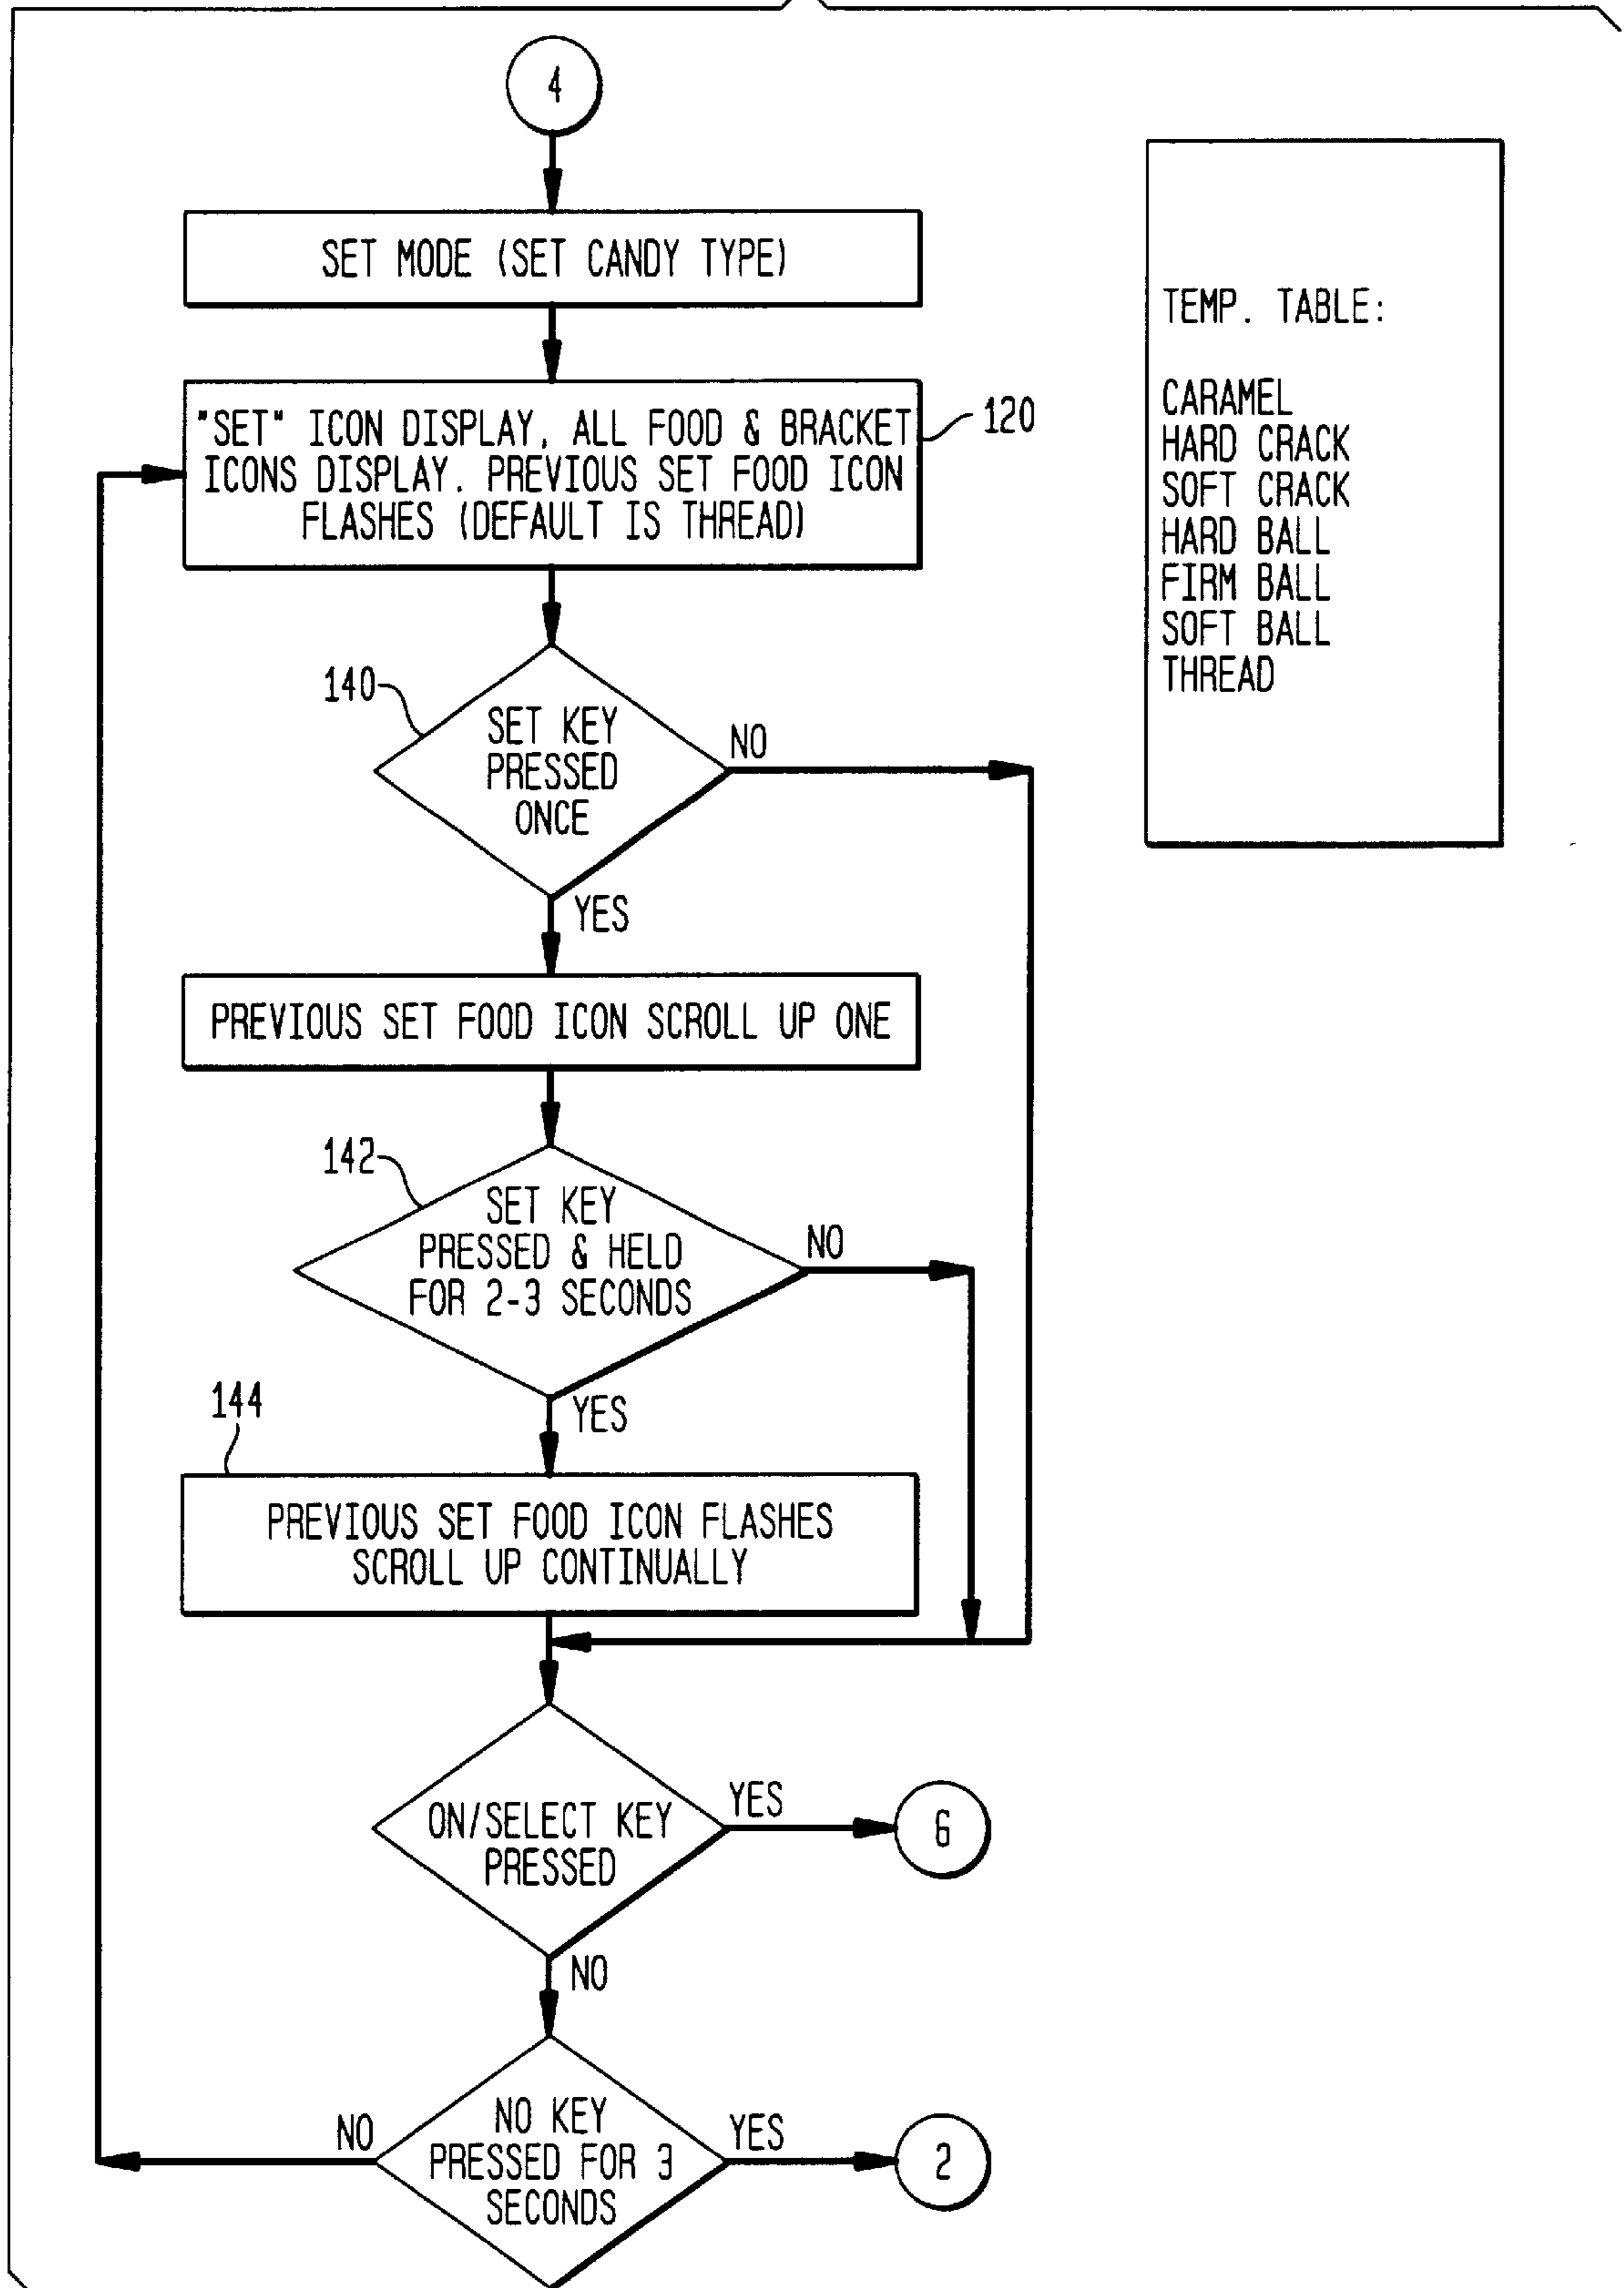 4
SET MODE (SET CANDY TYPE)
"SET" ICON DISPLAY, ALL FOOD & BRACKET
ICONS DISPLAY. PREVIOUS SET FOOD ICON
FLASHES (DEFAULT IS THREAD)
120
140
SET KEY
PRESSED
ONCE
NO
YES
PREVIOUS SET FOOD ICON SCROLL UP ONE
142
SET KEY
PRESSED & HELD
FOR 2-3 SECONDS
NO
YES
144
PREVIOUS SET FOOD ICON FLASHES
SCROLL UP CONTINUALLY
ON/SELECT KEY
PRESSED
YES
6
NO
NO KEY
PRESSED FOR 3
SECONDS
NO
YES
2
TEMP. TABLE:
CARAMEL
HARD CRACK
SOFT CRACK
HARD BALL
FIRM BALL
SOFT BALL
THREAD